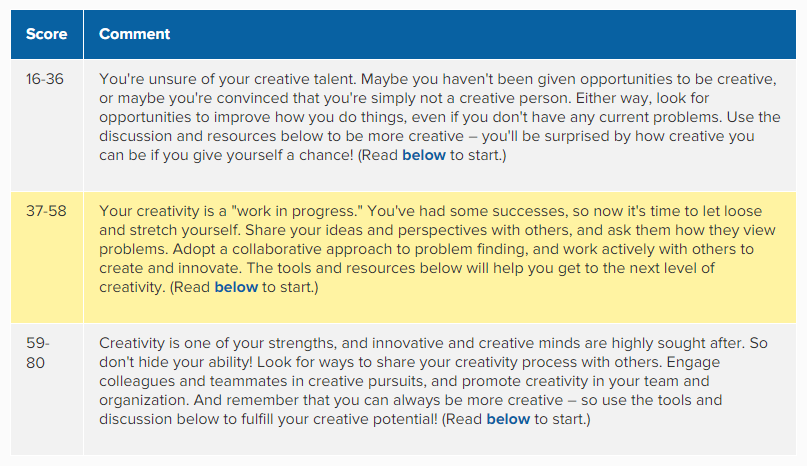 Score Comment
16-36 You're unsure of your creative talent. Maybe you haven't been given opportunities to be creative,
or maybe you're convinced that you're simply not a creative person. Either way, look for
opportunities to improve how you do things, even if you don't have any current problems. Use the
discussion and resources below to be more creative – you'll be surprised by how creative you
can be if you give yourself a chance! (Read below to start.)
37-58 Your creativity is a "work in progress." You've had some successes, so now it's time to let loose
and stretch yourself. Share your ideas and perspectives with others, and ask them how they view
problems. Adopt a collaborative approach to problem finding, and work actively with others to
create and innovate. The tools and resources below will help you get to the next level of
creativity. (Read below to start.)
59- Creativity is one of your strengths, and innovative and creative minds are highly sought after. So
80 don't hide your ability! Look for ways to share your creativity process with others. Engage
colleagues and teammates in creative pursuits, and promote creativity in your team and
organization. And remember that you can always be more creative – so use the tools and
discussion below to fulfill your creative potential! (Read below to start.)